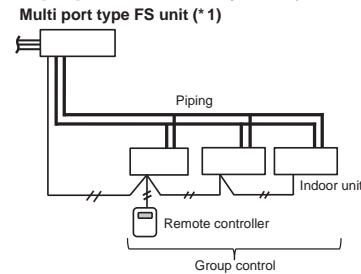 Multi port type FS unit (*1)
Piping
Indoor unit
Remote controller
Group control